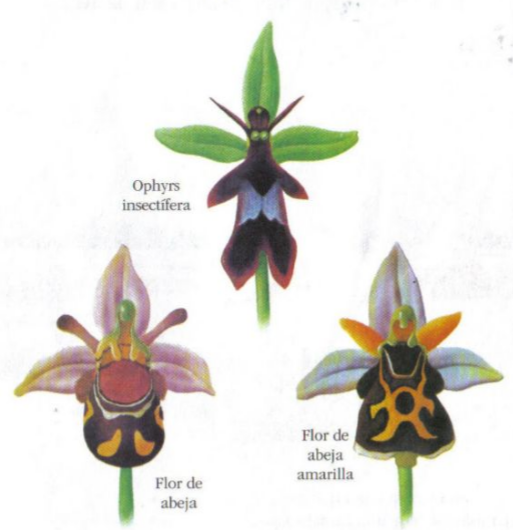 Ophyrs
insectífera
Flor de
abeja
amarilla
Flor de
abeja